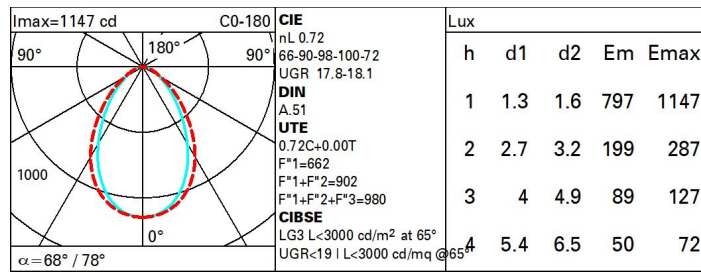 Imax=1147 cd C0-180
90° 180° 90°
1000
0°
α=68° / 78°
CIE
nL 0.72
66-90-98-100-72
UGR 17.8-18.1
DIN
A.51
UTE
0.72C+0.00T
F"1=662
F"1+F"2=902
F"1+F"2+F"3=980
CIBSE
LG3 L<3000 cd/m² at 65°
UGR<19 | L<3000 cd/mq @65°
Lux
h d1 d2 Em Emax
1 1.3 1.6 797 1147
2 2.7 3.2 199 287
3 4 4.9 89 127
4 5.4 6.5 50 72